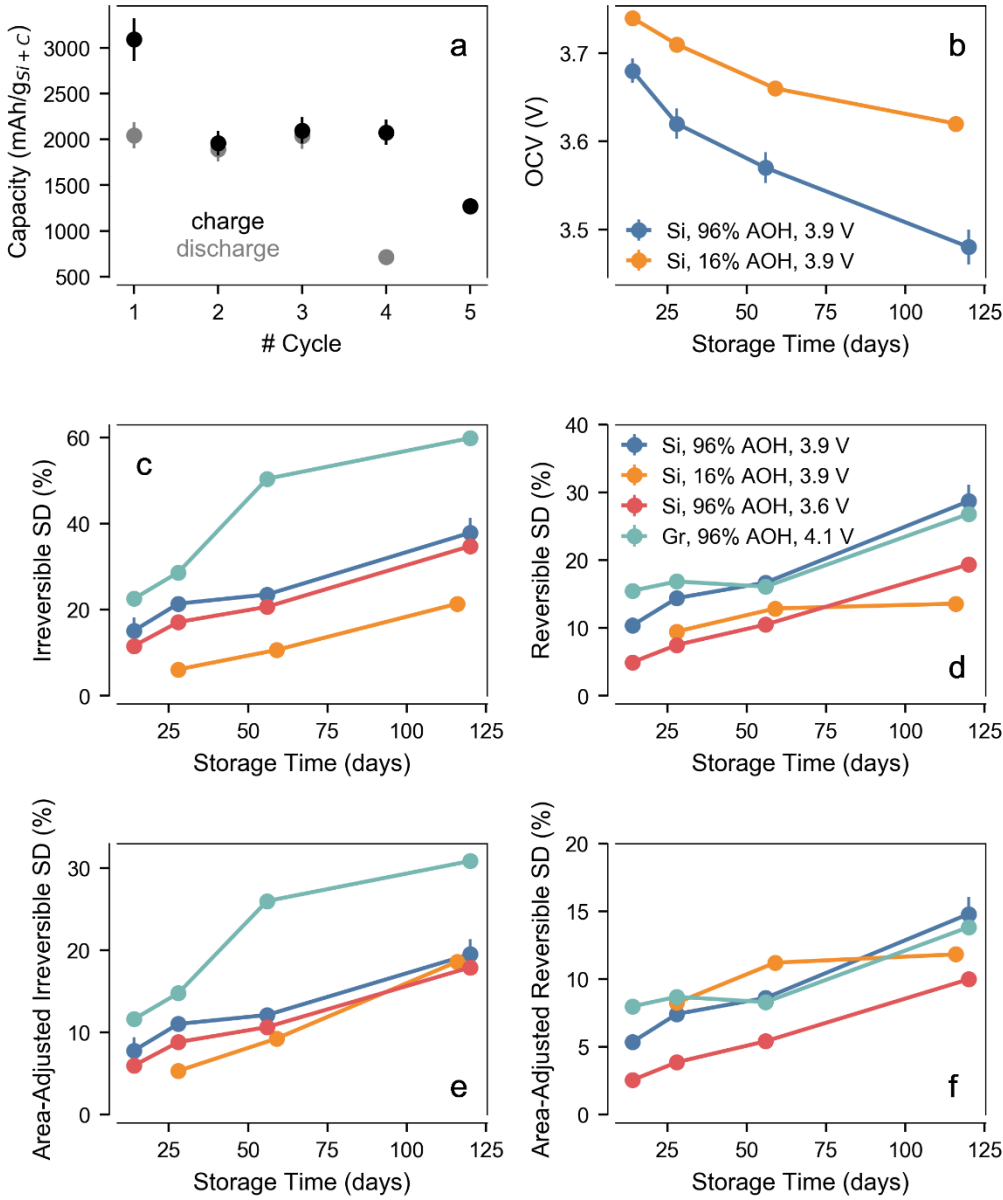 a
3000
2500
2000
1500
1000
500
Capacity (mAh/gSi + C)
charge
discharge
1 2 3 4 5
# Cycle
b
3.7
3.6
3.5
OCV (V)
Si, 96% AOH, 3.9 V
Si, 16% AOH, 3.9 V
25 50 75 100 125
Storage Time (days)
c
60
40
20
0
Irreversible SD (%)
25 50 75 100 125
Storage Time (days)
40
30
20
10
0
Reversible SD (%)
Si, 96% AOH, 3.9 V
Si, 16% AOH, 3.9 V
Si, 96% AOH, 3.6 V
Gr, 96% AOH, 4.1 V
d
25 50 75 100 125
Storage Time (days)
30
20
10
0
Area-Adjusted Irreversible SD (%)
e
25 50 75 100 125
Storage Time (days)
20
15
10
5
0
Area-Adjusted Reversible SD (%)
f
25 50 75 100 125
Storage Time (days)